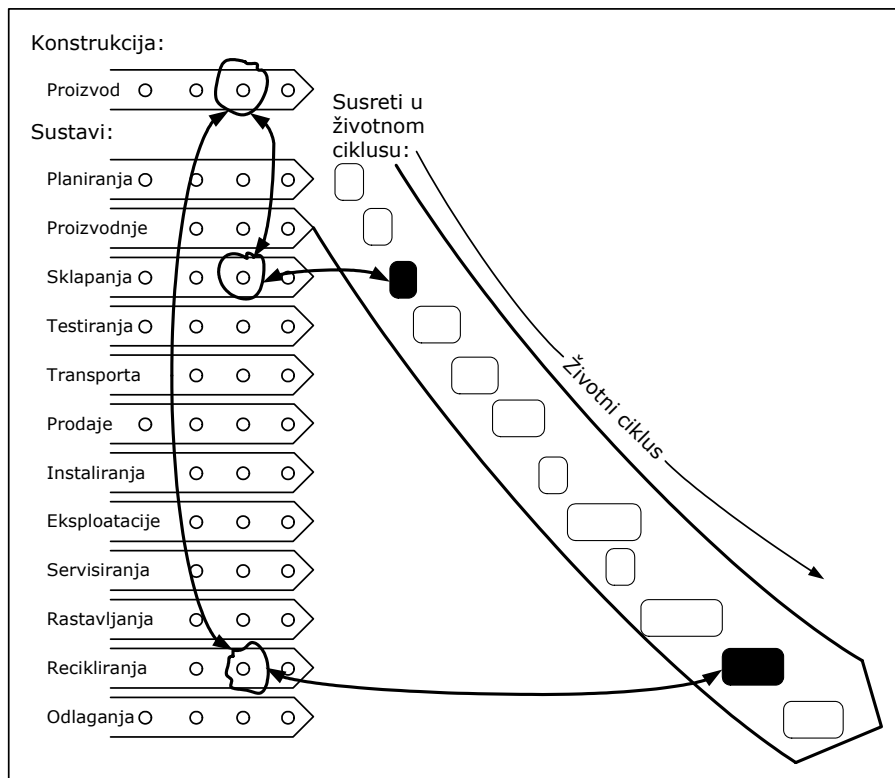 Konstrukcija:
Proizvod
Sustavi:
Susreti u
životnom
ciklusu:
Planiranja
Proizvodnje
Sklapanja
Testiranja
Transporta
Prodaje
Instaliranja
Eksploatacije
Servisiranja
Rastavljanja
Recikliranja
Odlaganja
Životni ciklus